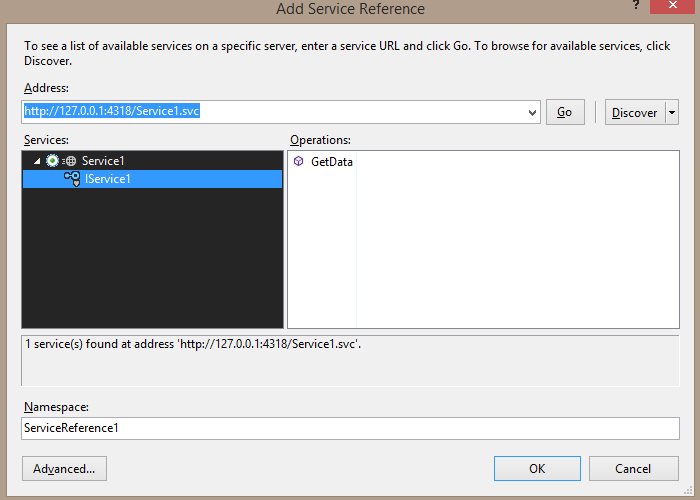 Add Service Reference
?
To see a list of available services on a specific server, enter a service URL and click Go. To browse for available services, click
Discover.
Address:
http://127.0.0.1:4318/Service1.svc
Go
Discover
Services:
Operations:
Service1
GetData
IService1
1 service(s) found at address 'http://127.0.0.1:4318/Service1.svc'.
Namespace:
ServiceReference1
Advanced...
OK
Cancel